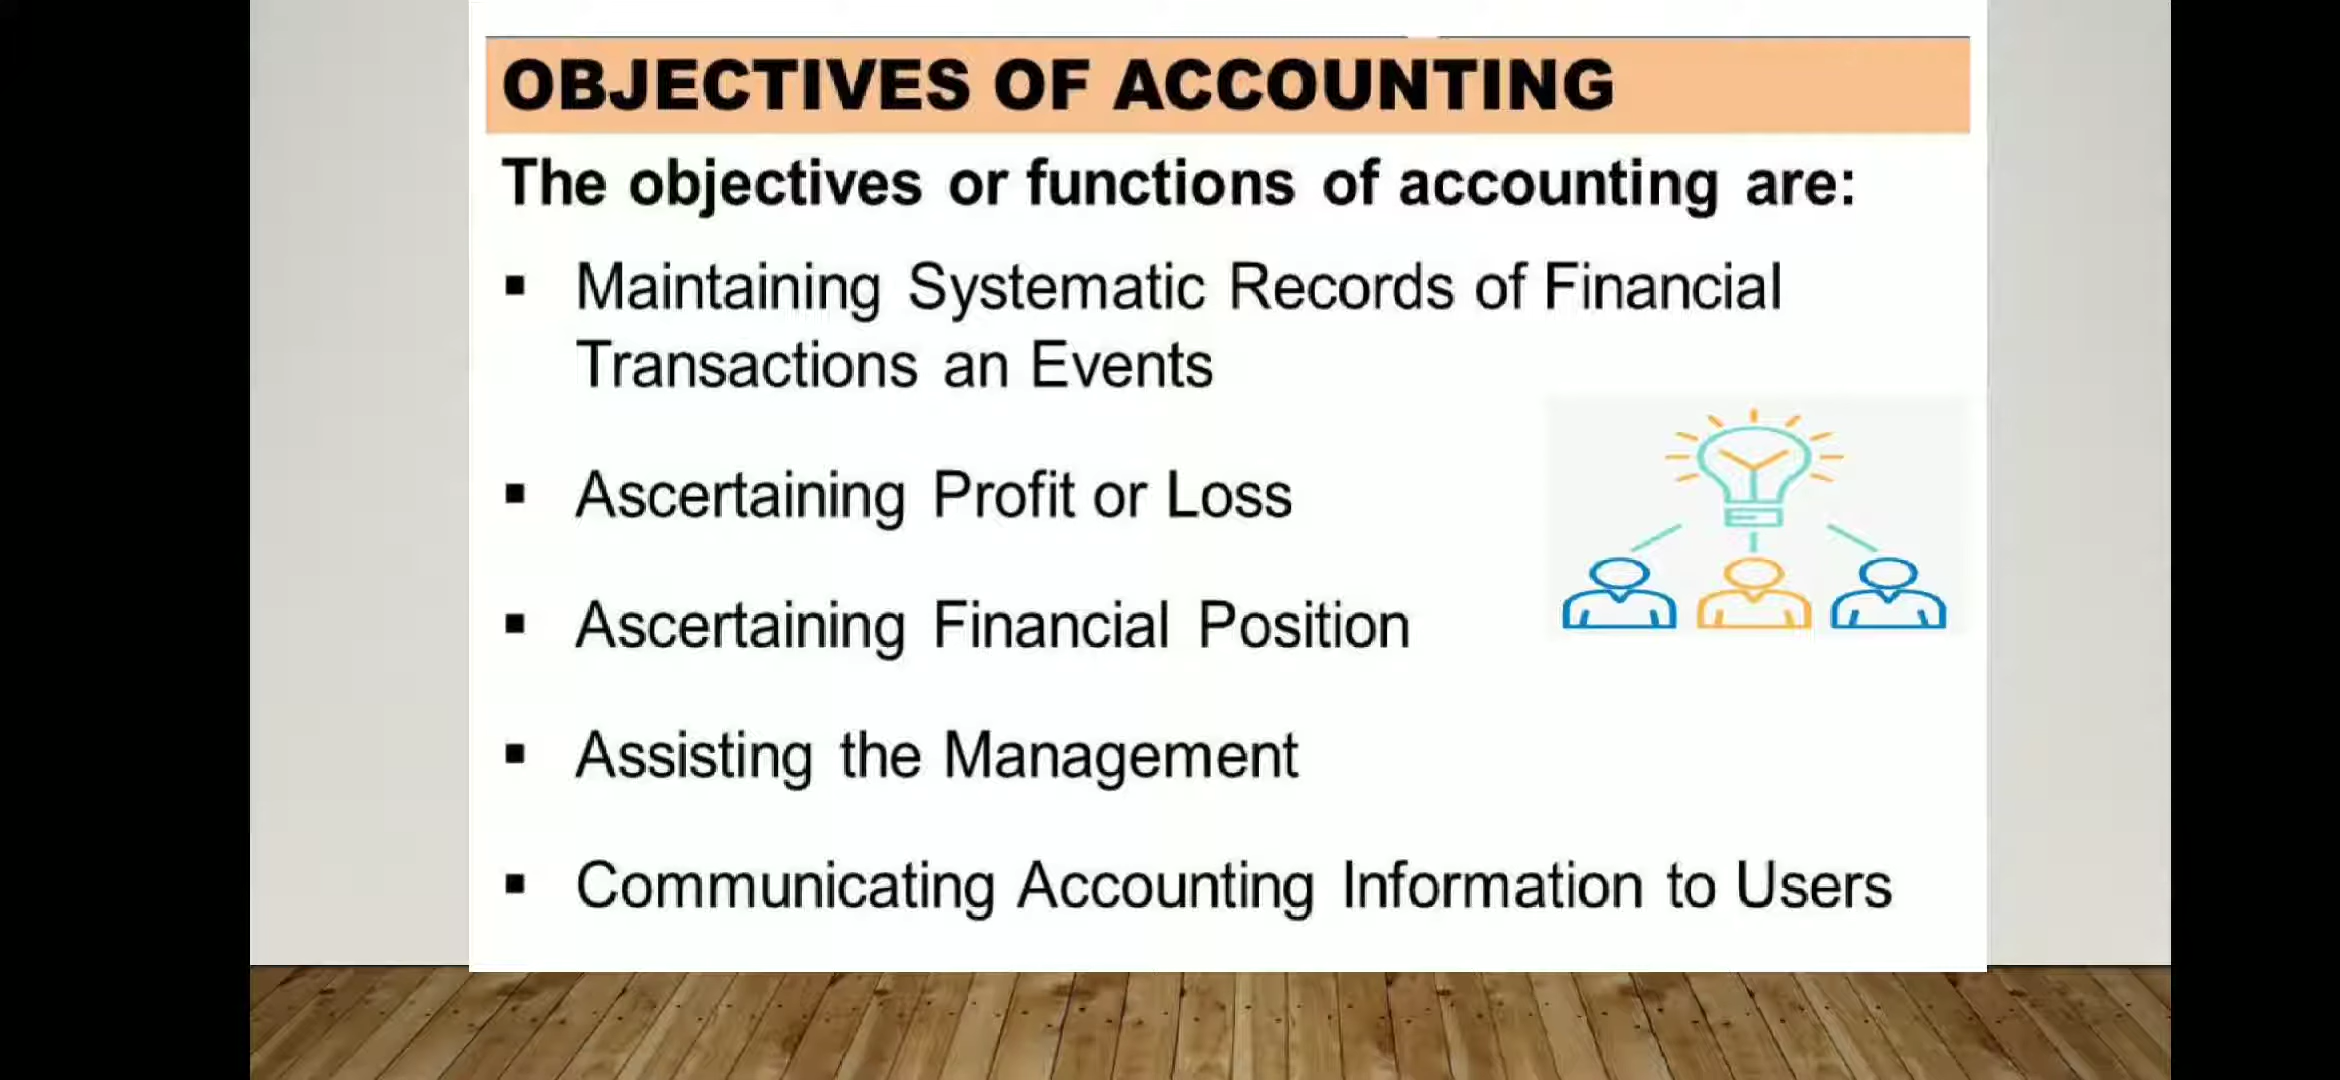 OBJECTIVES OF ACCOUNTING
The objectives or functions of accounting are:
▪ Maintaining Systematic Records of Financial
Transactions an Events
▪ Ascertaining Profit or Loss
▪ Ascertaining Financial Position
▪ Assisting the Management
▪ Communicating Accounting Information to Users